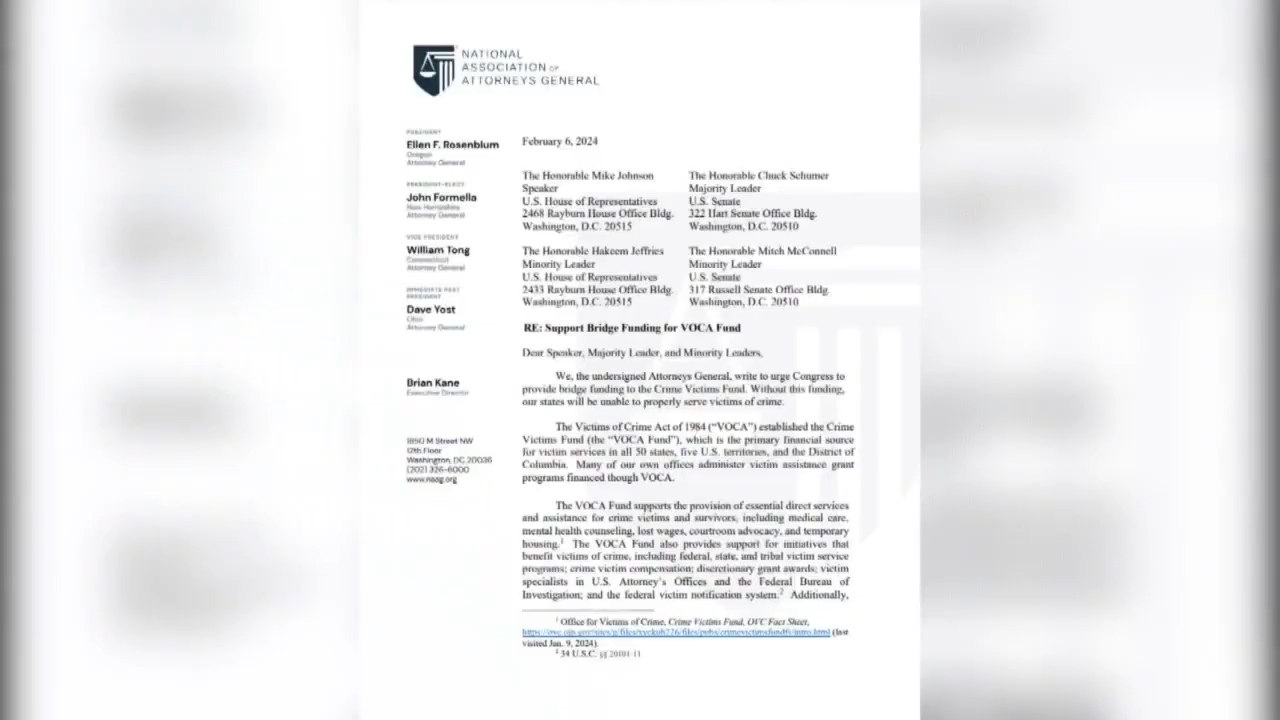 NATIONAL
ASSOCIATION OF
ATTORNEYS GENERAL
PRESIDENT
Ellen F. Rosenblum
Oregon
Attorney General
PRESIDENT-ELECT
John Formella
New Hampshire
Attorney General
VICE PRESIDENT
William Tong
Connecticut
Attorney General
IMMEDIATE PAST
PRESIDENT
Dave Yost
Ohio
Attorney General
Brian Kane
Executive Director
1850 M Street NW
12th Floor
Washington, DC 20036
(202) 326-6000
www.naag.org
February 6, 2024
The Honorable Mike Johnson
Speaker
U.S. House of Representatives
2468 Rayburn House Office Bldg.
Washington, D.C. 20515
The Honorable Chuck Schumer
Majority Leader
U.S. Senate
322 Hart Senate Office Bldg.
Washington, D.C. 20510
The Honorable Hakeem Jeffries
Minority Leader
U.S. House of Representatives
2433 Rayburn House Office Bldg.
Washington, D.C. 20515
The Honorable Mitch McConnell
Minority Leader
U.S. Senate
317 Russell Senate Office Bldg.
Washington, D.C. 20510
RE: Support Bridge Funding for VOCA Fund
Dear Speaker, Majority Leader, and Minority Leaders,
We, the undersigned Attorneys General, write to urge Congress to
provide bridge funding to the Crime Victims Fund. Without this funding,
our states will be unable to properly serve victims of crime.
The Victims of Crime Act of 1984 (“VOCA”) established the Crime
Victims Fund (the “VOCA Fund”), which is the primary financial source
for victim services in all 50 states, five U.S. territories, and the District of
Columbia. Many of our own offices administer victim assistance grant
programs financed though VOCA.
The VOCA Fund supports the provision of essential direct services
and assistance for crime victims and survivors, including medical care,
mental health counseling, lost wages, courtroom advocacy, and temporary
housing.1 The VOCA Fund also provides support for initiatives that
benefit victims of crime, including federal, state, and tribal victim service
programs; crime victim compensation; discretionary grant awards; victim
specialists in U.S. Attorney’s Offices and the Federal Bureau of
Investigation; and the federal victim notification system.2 Additionally,
1 Office for Victims of Crime, Crime Victims Fund, OVC Fact Sheet,
(last
visited Jan. 9, 2024).
2 34 U.S.C.